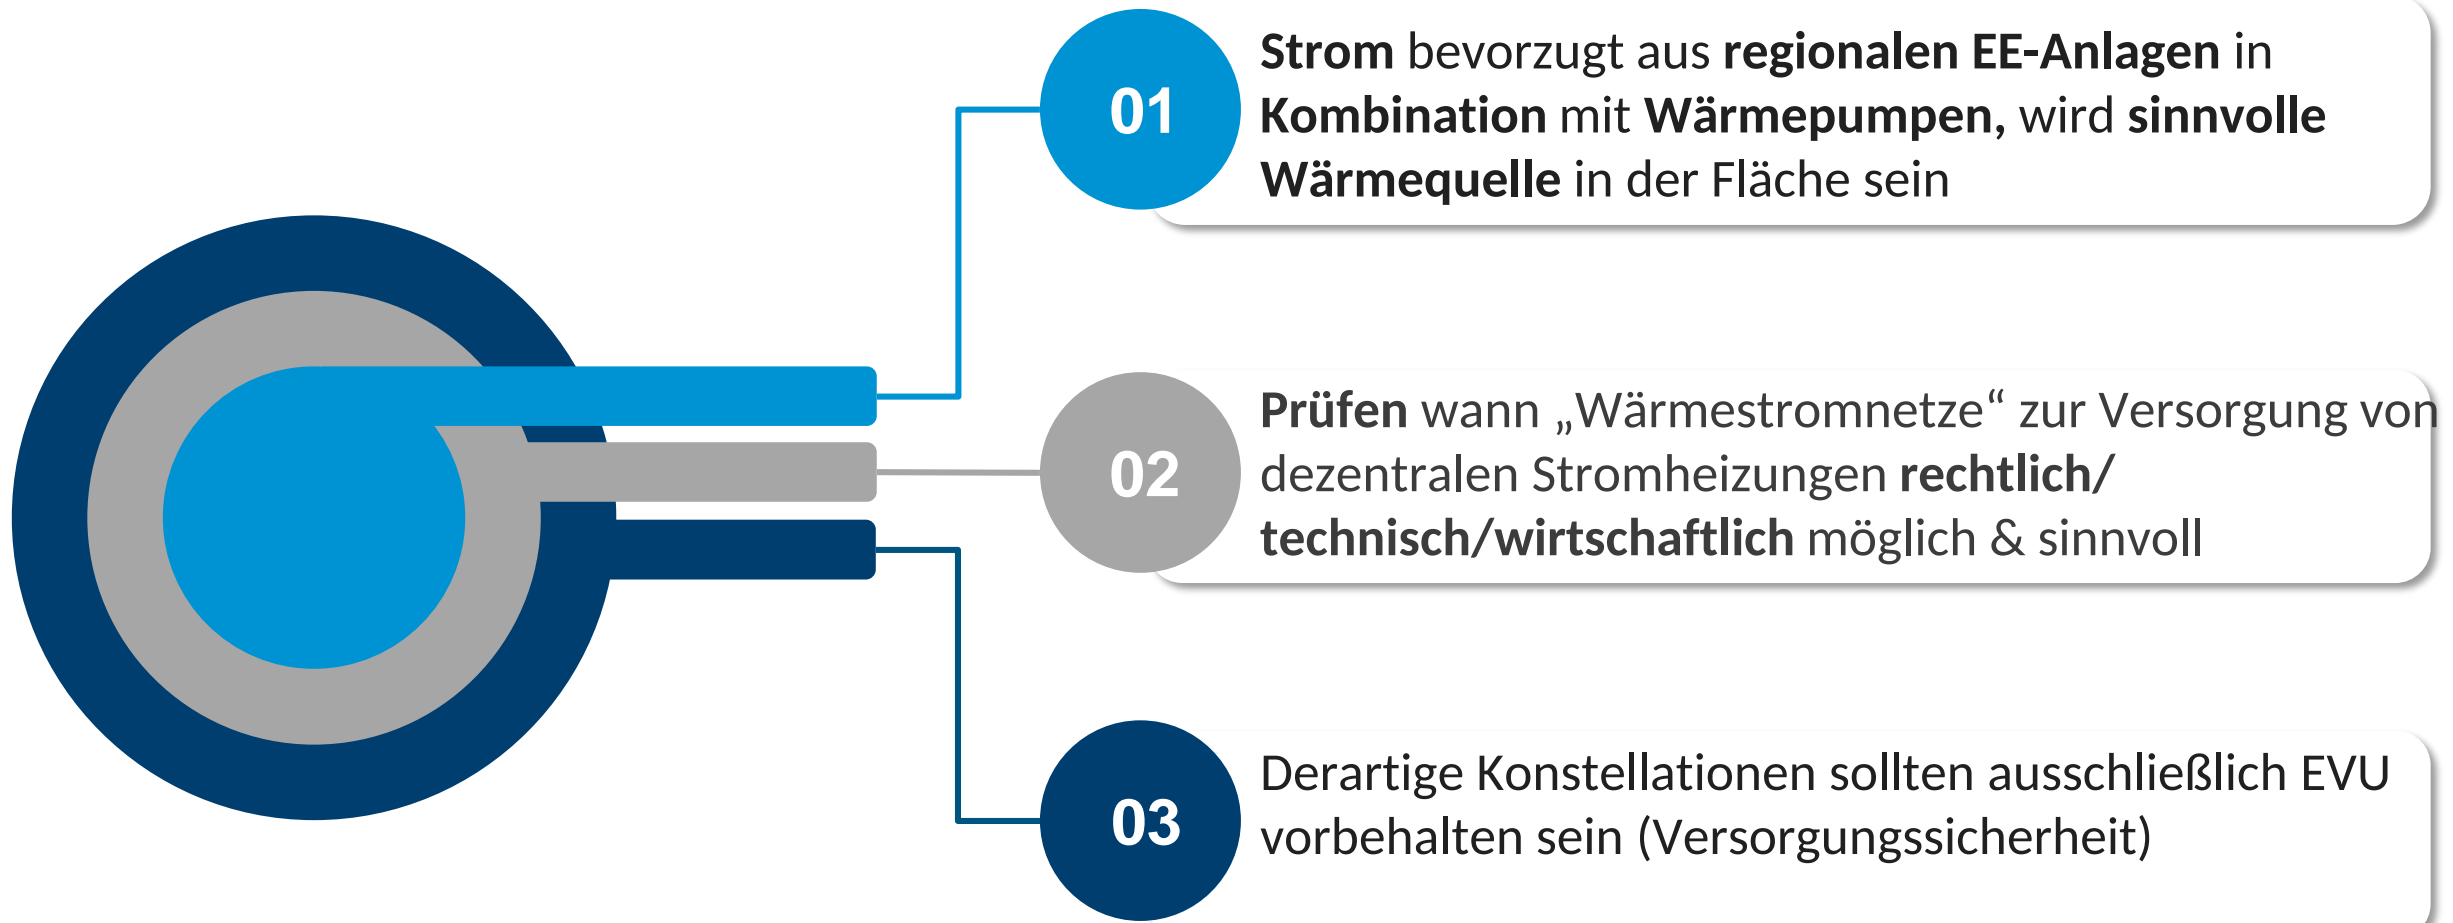 01
Strom bevorzugt aus regionalen EE-Anlagen in
Kombination mit Wärmepumpen, wird sinnvolle
Wärmequelle in der Fläche sein
02
Prüfen wann „Wärmestromnetze“ zur Versorgung von
dezentralen Stromheizungen rechtlich/
technisch/wirtschaftlich möglich & sinnvoll
03
Derartige Konstellationen sollten ausschließlich EVU
vorbehalten sein (Versorgungssicherheit)